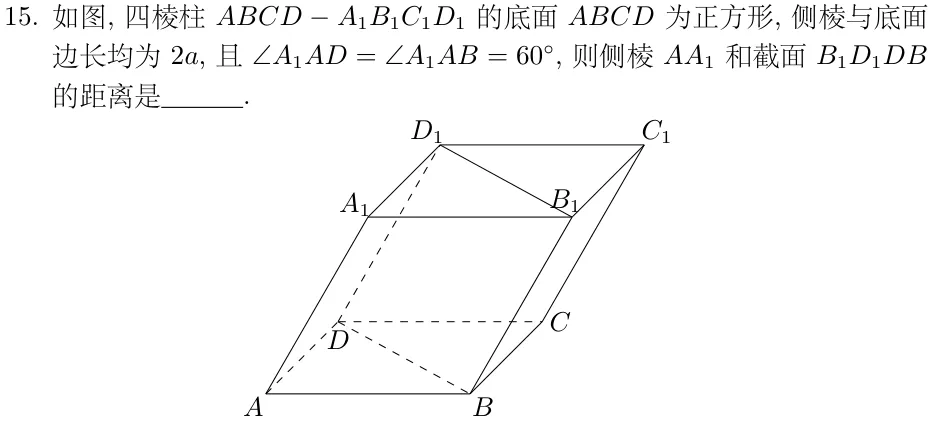 15. 如图, 四棱柱 ABCD − A₁B₁C₁D₁ 的底面 ABCD 为正方形, 侧棱与底面
边长均为 2a, 且 ∠A₁AD = ∠A₁AB = 60°, 则侧棱 AA₁ 和截面 B₁D₁DB
的距离是______.
D₁
C₁
A₁
B₁
D
C
A
B